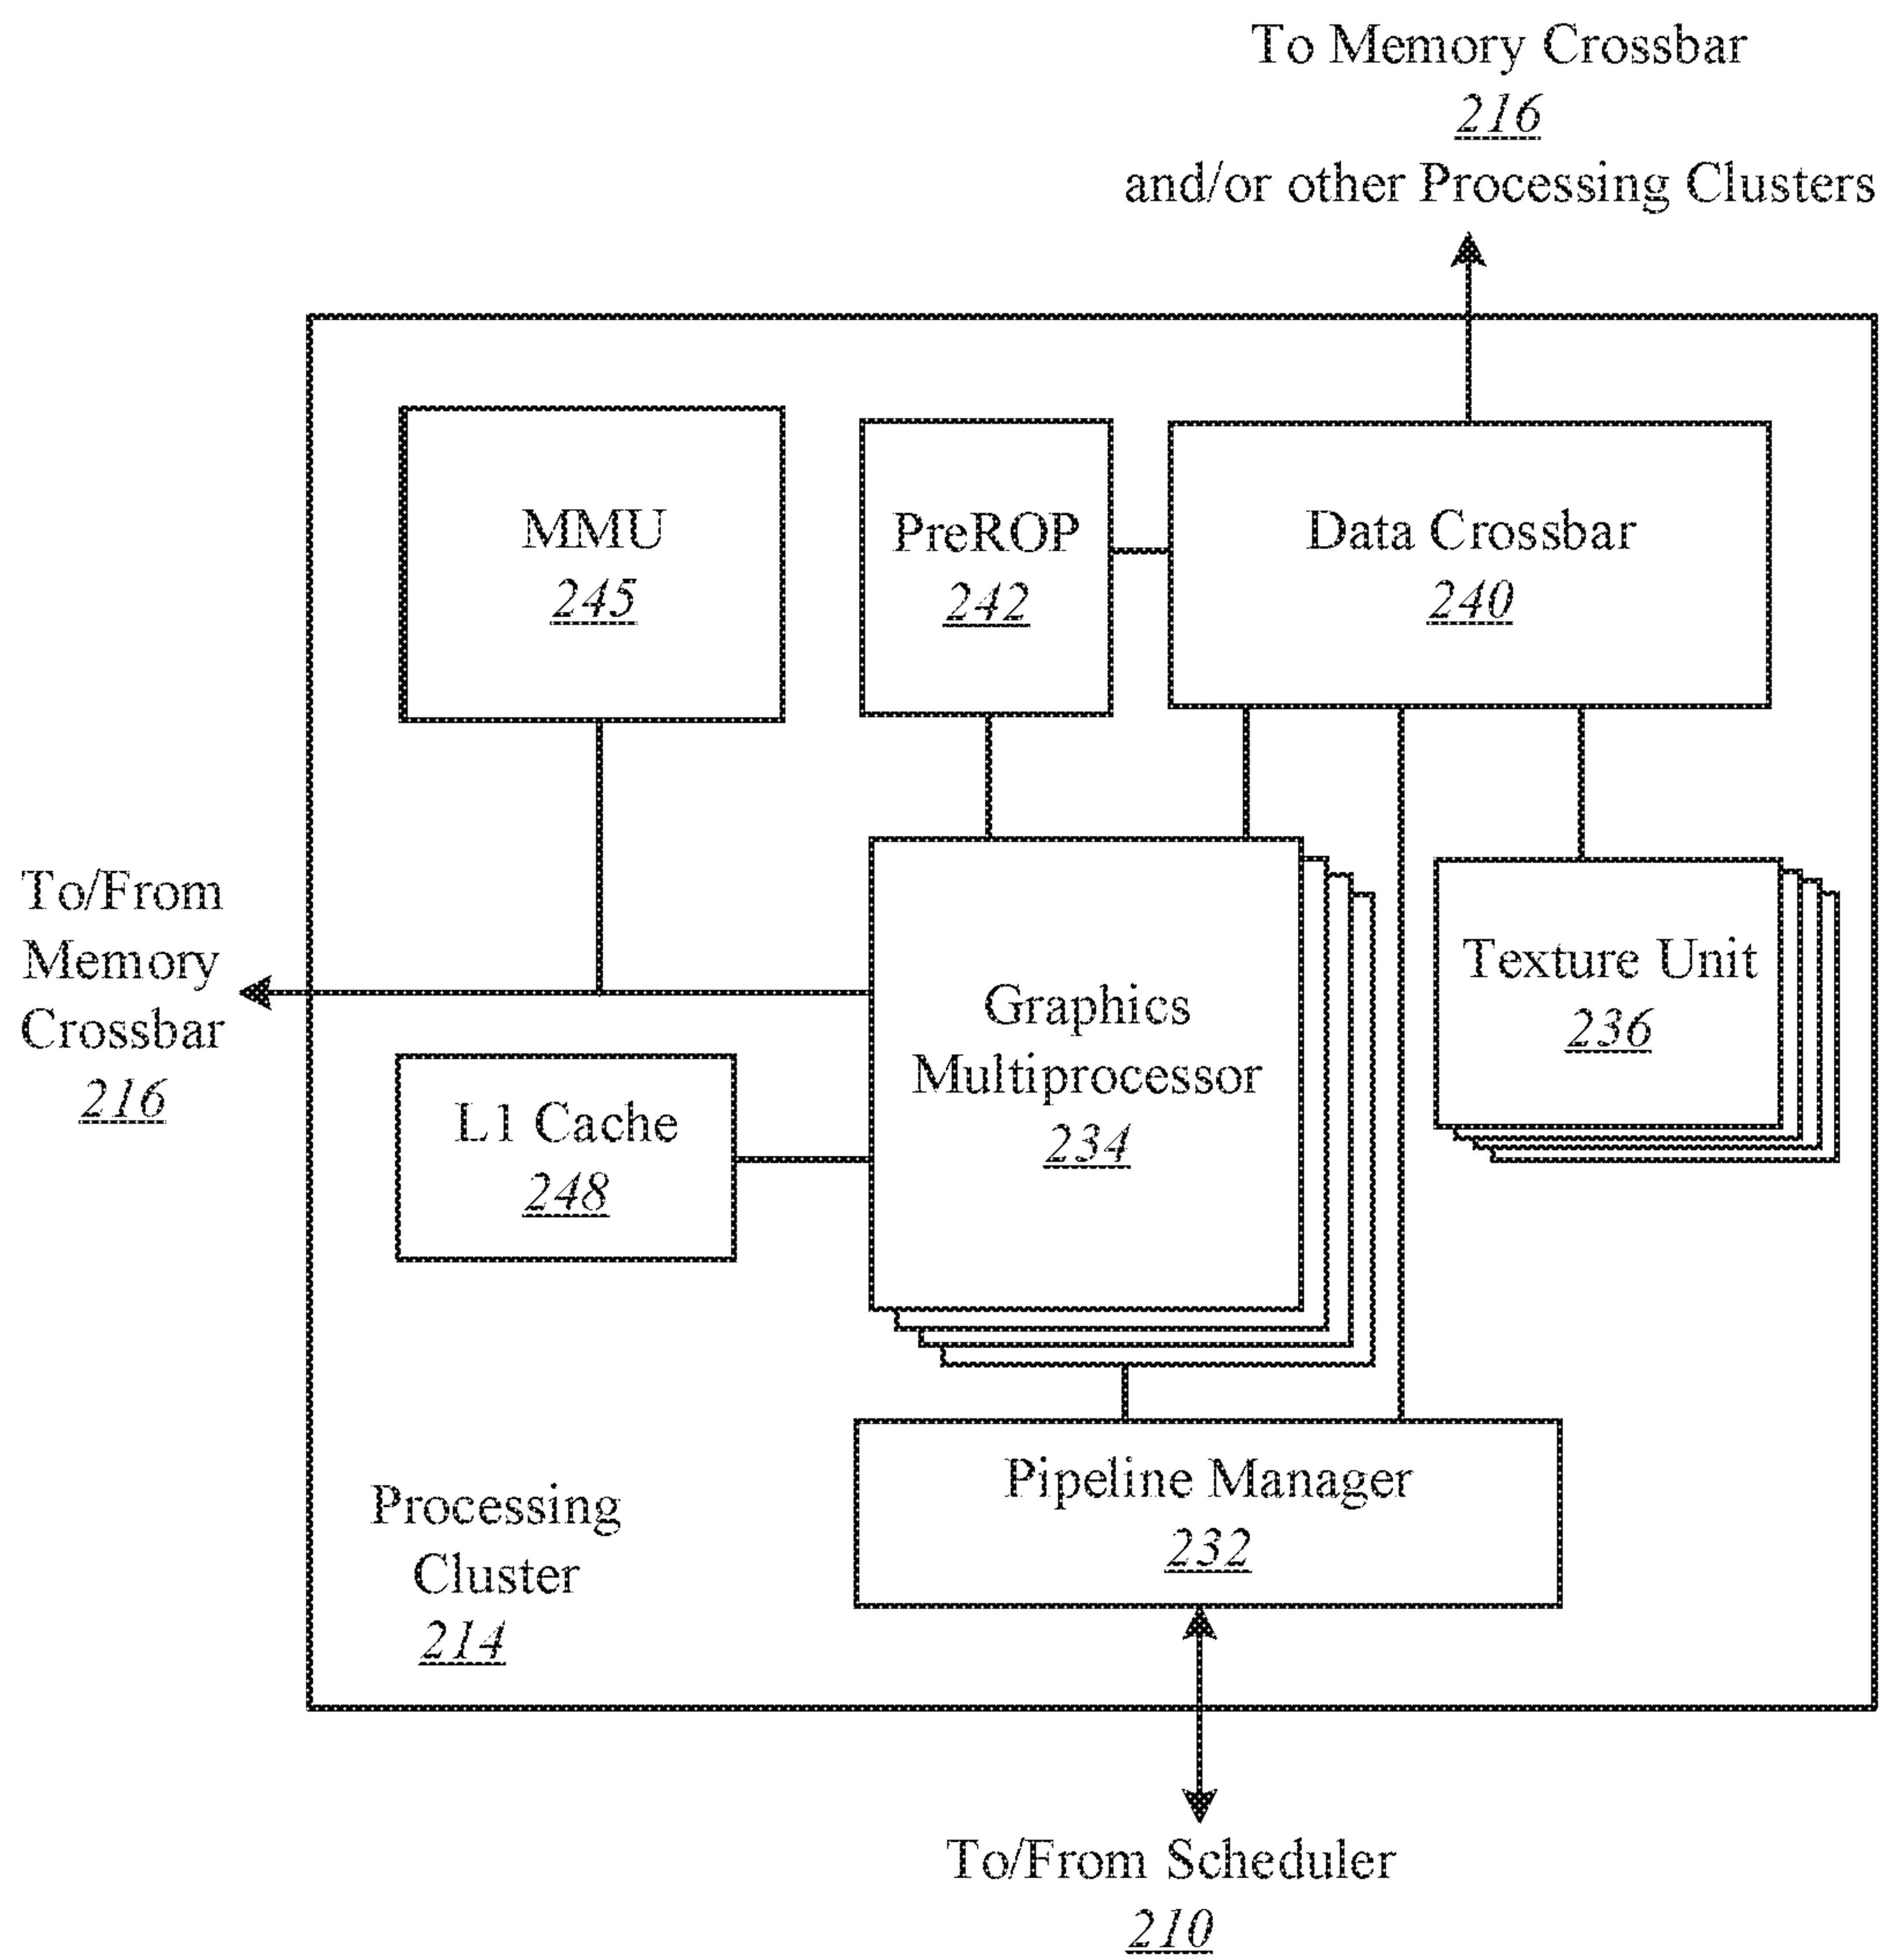 To Memory Crossbar
216
and/or other Processing Clusters
MMU
245
PreROP
242
Data Crossbar
240
To/From
Memory
Crossbar
216
Graphics
Multiprocessor
234
Texture Unit
236
L1 Cache
248
Pipeline Manager
232
Processing
Cluster
214
To/From Scheduler
210